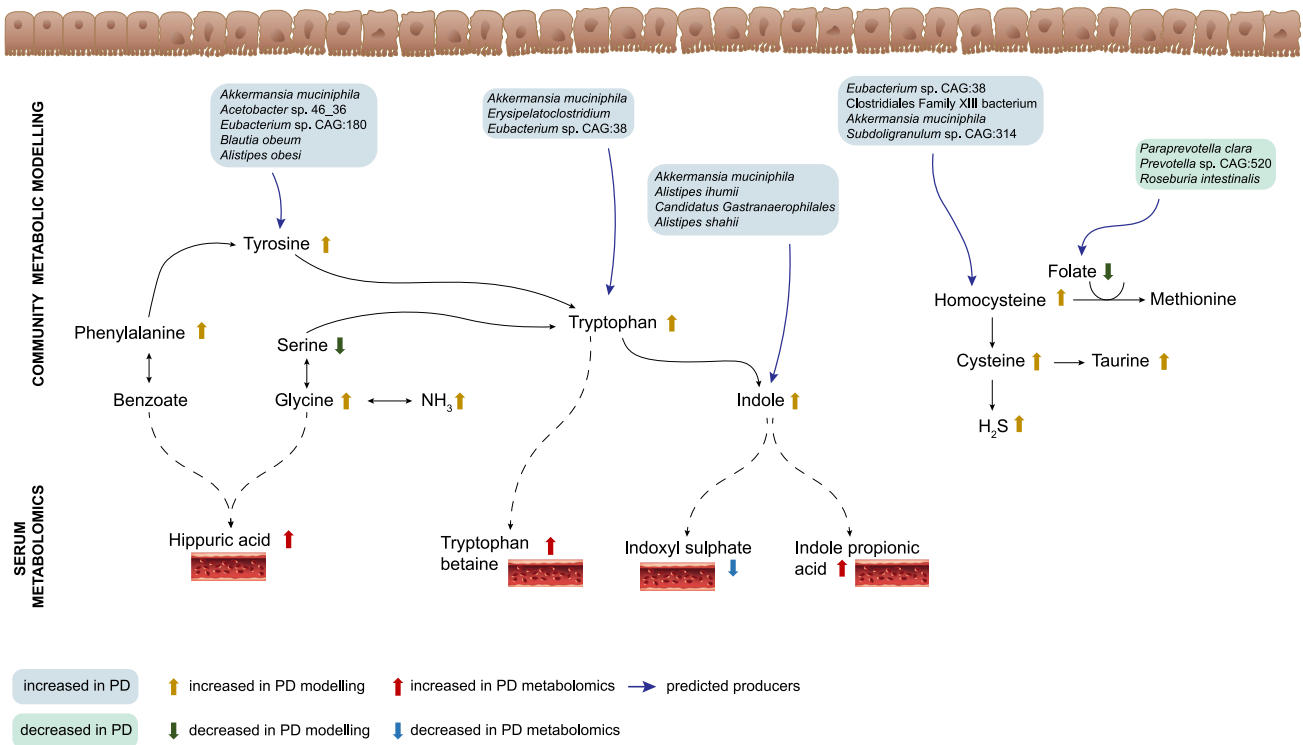 COMMUNITY METABOLIC MODELLING
Akkermansia muciniphila
Acetobacter sp. 46_36
Eubacterium sp. CAG:180
Blautia obeum
Alistipes obesi
Akkermansia muciniphila
Erysipelatoclostridium
Eubacterium sp. CAG:38
Akkermansia muciniphila
Alistipes ihumii
Candidatus Gastranaerophilales
Alistipes shahii
Eubacterium sp. CAG:38
Clostridiales Family XIII bacterium
Akkermansia muciniphila
Subdoligranulum sp. CAG:314
Paraprevotella clara
Prevotella sp. CAG:520
Roseburia intestinalis
Tyrosine
Phenylalanine
Serine
Tryptophan
Benzoate
Glycine
NH3
Indole
Folate
Homocysteine
Methionine
Cysteine
Taurine
H2S
SERUM
METABOLOMICS
Hippuric acid
Tryptophan
betaine
Indoxyl sulphate
Indole propionic
acid
increased in PD
increased in PD modelling
increased in PD metabolomics
predicted producers
decreased in PD
decreased in PD modelling
decreased in PD metabolomics